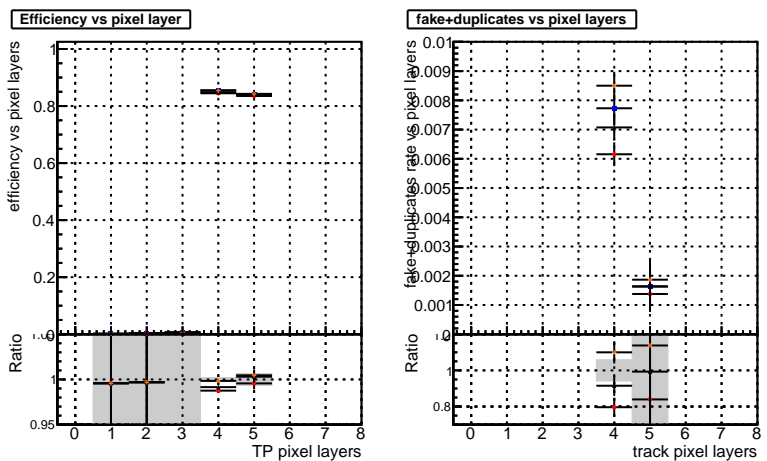 Efficiency vs pixel layer
efficiency vs pixel layers
1
0.8
0.6
0.4
0.2
Ratio
1
0.95
0 1 2 3 4 5 6 7 8
TP pixel layers
fake+duplicates vs pixel layers
fake+duplicates rate vs pixel layers
0.01
0.009
0.008
0.007
0.006
0.005
0.004
0.003
0.002
0.001
Ratio
1
0.8
0 1 2 3 4 5 6 7 8
track pixel layers